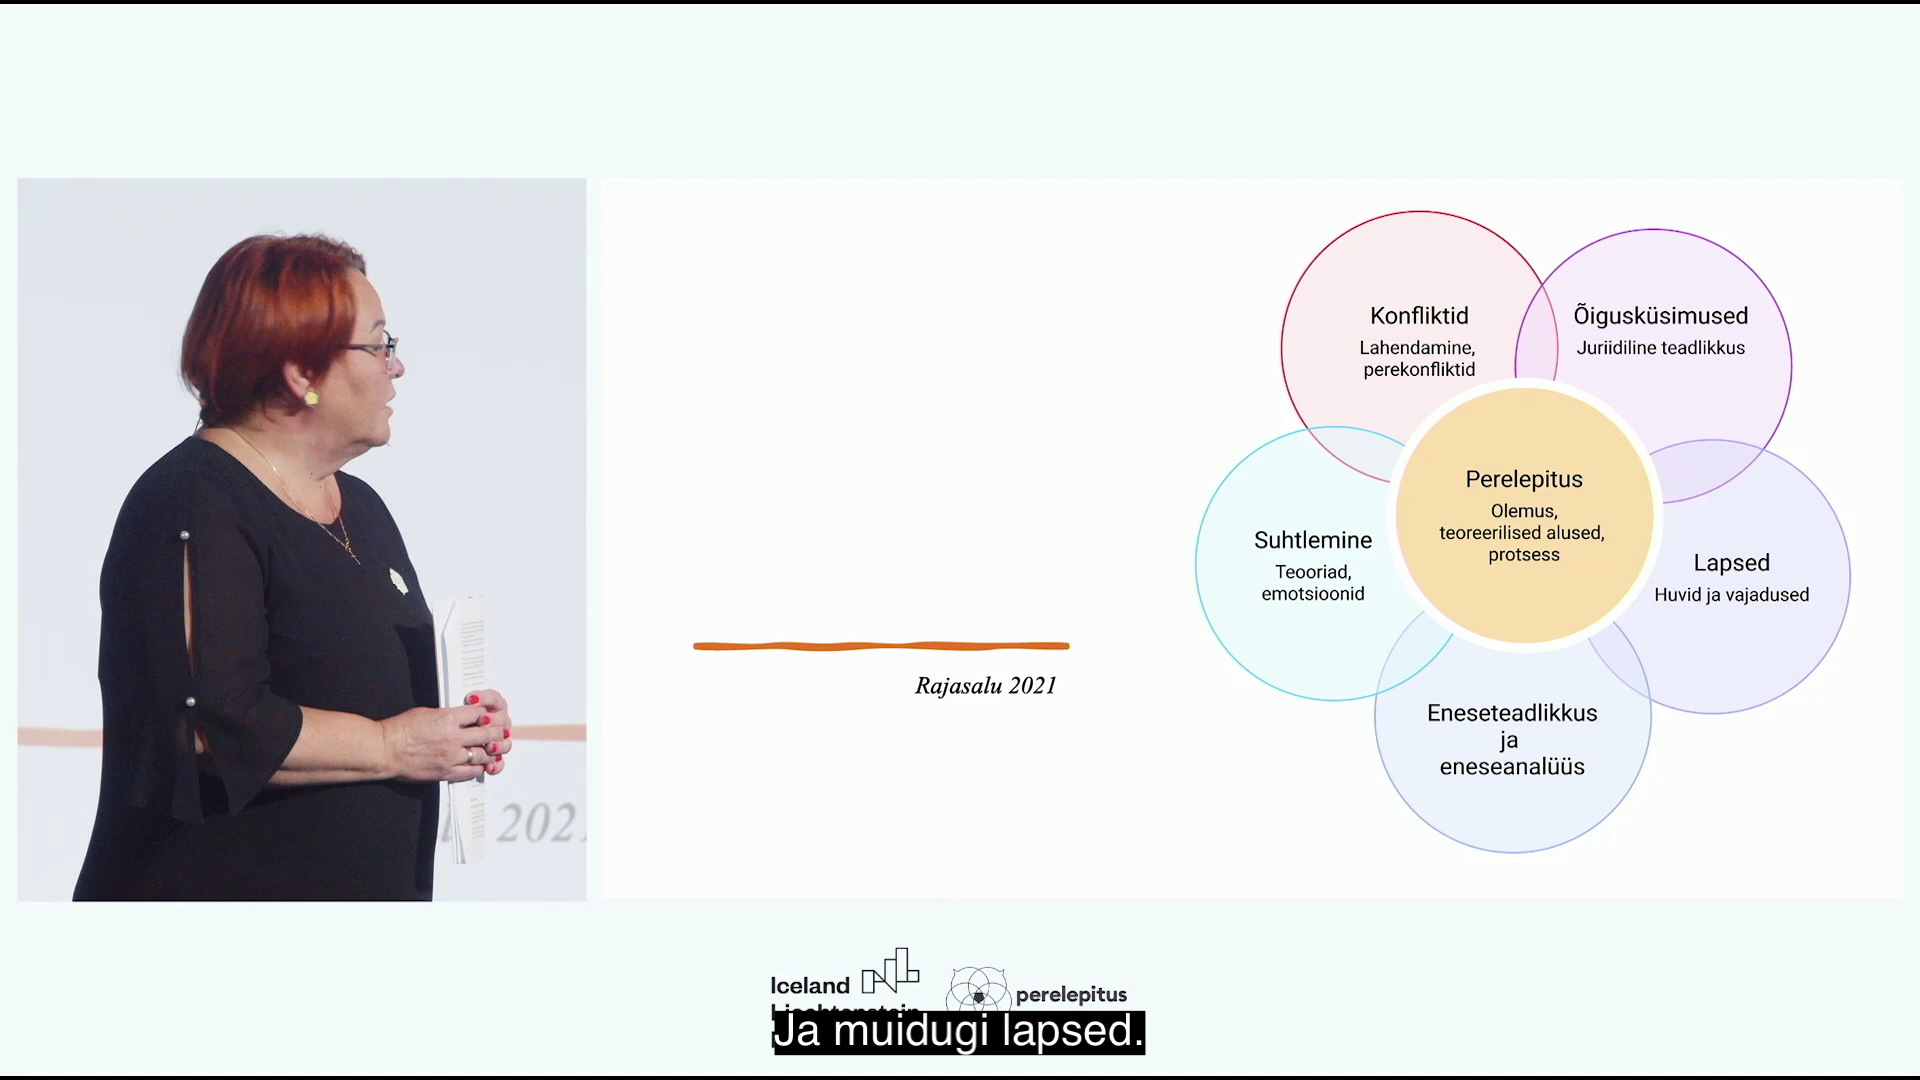 Konfliktid
Lahendamine,
perekonfliktid
Õigusküsimused
Juriidiline teadlikkus
Perelepitus
Olemus,
teoreerilised alused,
protsess
Suhtlemine
Teooriad,
emotsioonid
Lapsed
Huvid ja vajadused
Eneseteadlikkus
ja
eneseanalüüs
Rajasalu 2021
202
Iceland
Liechtenstein
perelepitus
Ja muidugi lapsed.